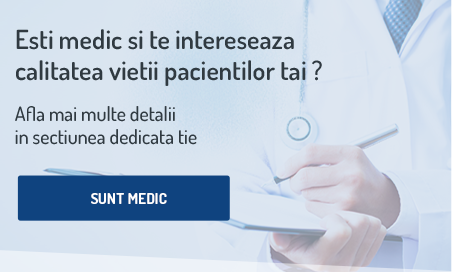 Esti medic si te intereseaza
calitatea vietii pacientilor tai ?
Afla mai multe detalii
in sectiunea dedicata tie
SUNT MEDIC